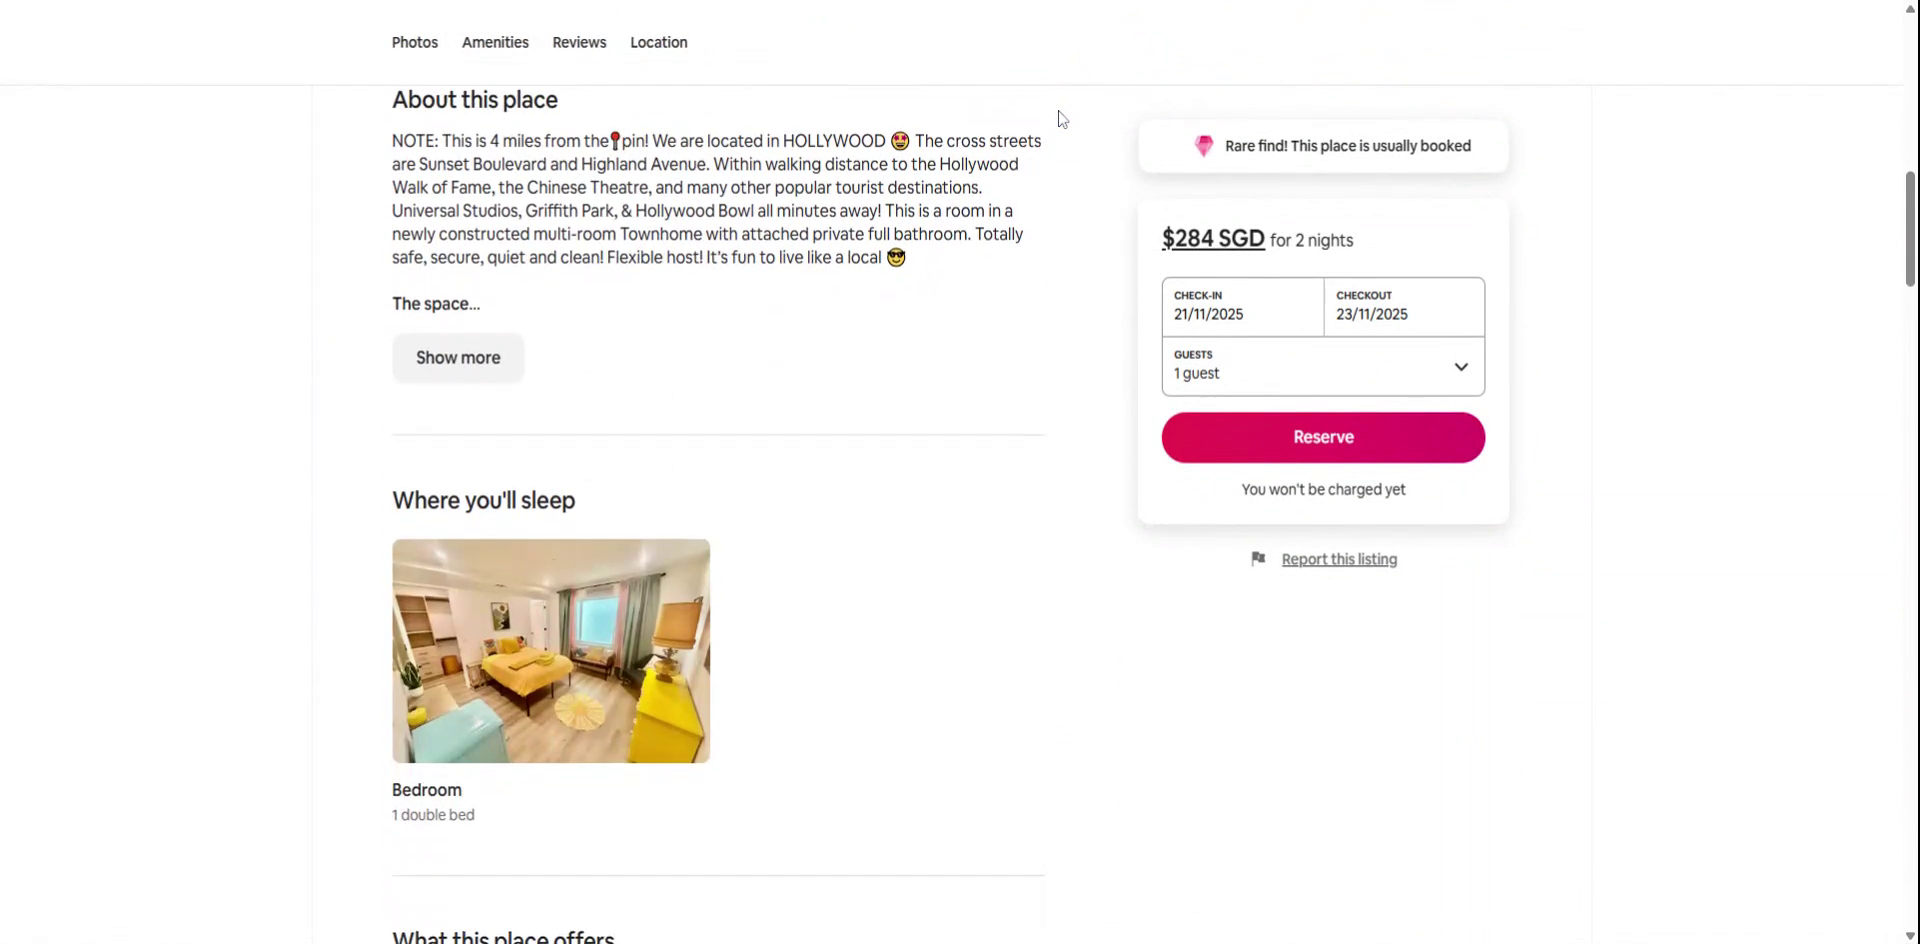 Photos Amenities Reviews Location
About this place
NOTE: This is 4 miles from the📍pin! We are located in HOLLYWOOD 🤩 The cross streets
are Sunset Boulevard and Highland Avenue. Within walking distance to the Hollywood
Walk of Fame, the Chinese Theatre, and many other popular tourist destinations.
Universal Studios, Griffith Park, & Hollywood Bowl all minutes away! This is a room in a
newly constructed multi-room Townhome with attached private full bathroom. Totally
safe, secure, quiet and clean! Flexible host! It's fun to live like a local 😎
The space...
Show more
Where you'll sleep
Bedroom
1 double bed
What this place offers
Rare find! This place is usually booked
$284 SGD for 2 nights
CHECK-IN
21/11/2025
CHECKOUT
23/11/2025
GUESTS
1 guest
Reserve
You won't be charged yet
Report this listing